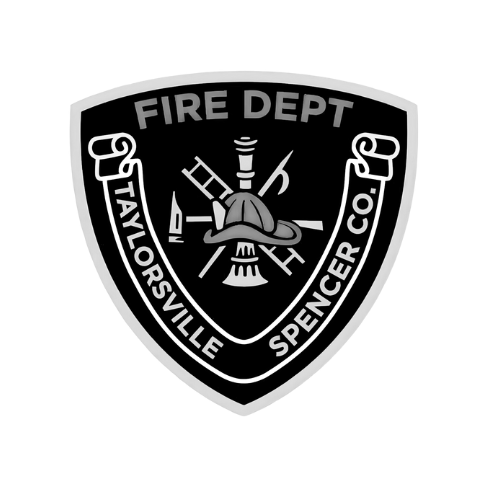 FIRE DEPT
TAYLORSVILLE
SPENCER CO.